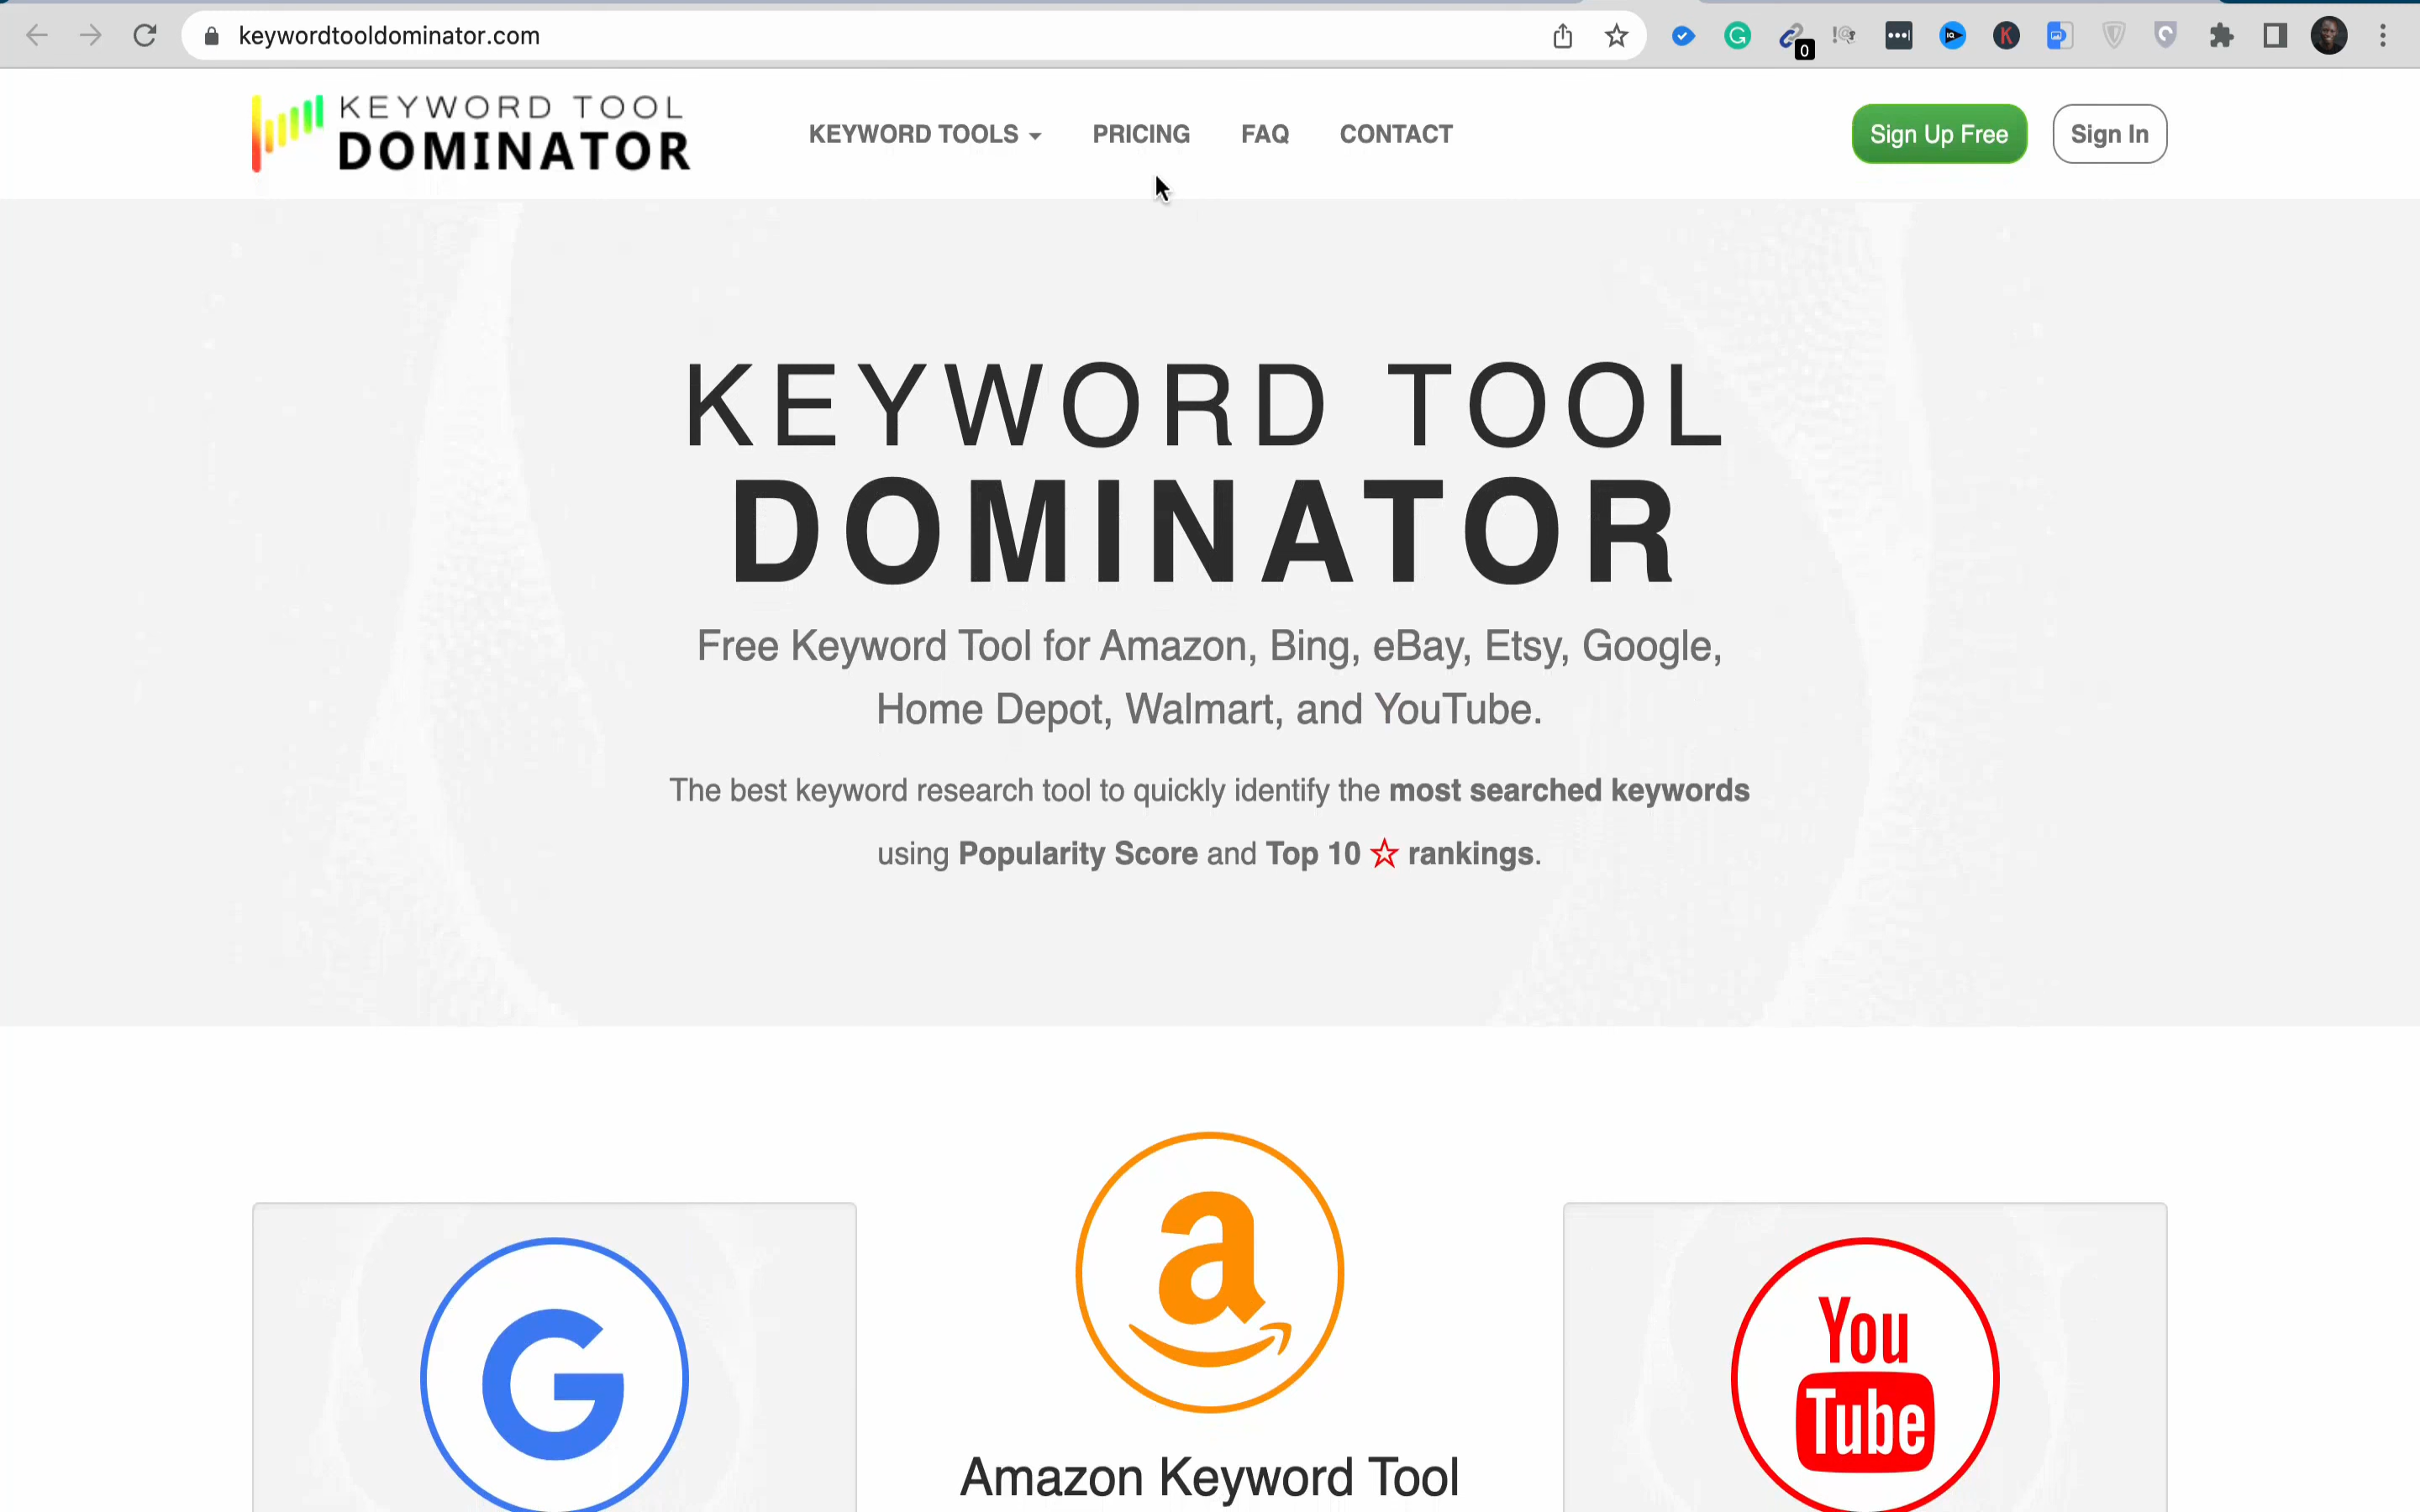 keywordtooldominator.com
0
KEYWORD TOOL
DOMINATOR
KEYWORD TOOLS
PRICING
FAQ
CONTACT
Sign Up Free
Sign In
KEYWORD TOOL
DOMINATOR
Free Keyword Tool for Amazon, Bing, eBay, Etsy, Google,
Home Depot, Walmart, and YouTube.
The best keyword research tool to quickly identify the most searched keywords
using Popularity Score and Top 10 ☆ rankings.
G
a
You
Tube
Amazon Keyword Tool